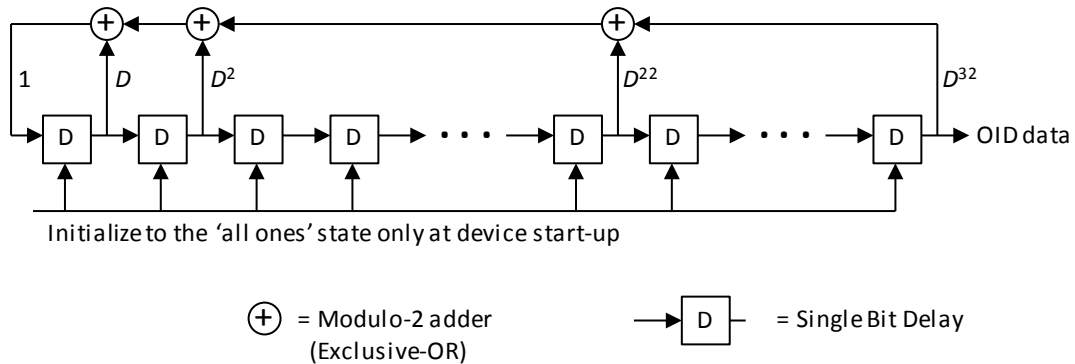 + + +
1 D D² D²² D³²
D D D D · · · D D · · · D OID data
Initialize to the 'all ones' state only at device start-up
+ = Modulo-2 adder D = Single Bit Delay
(Exclusive-OR)